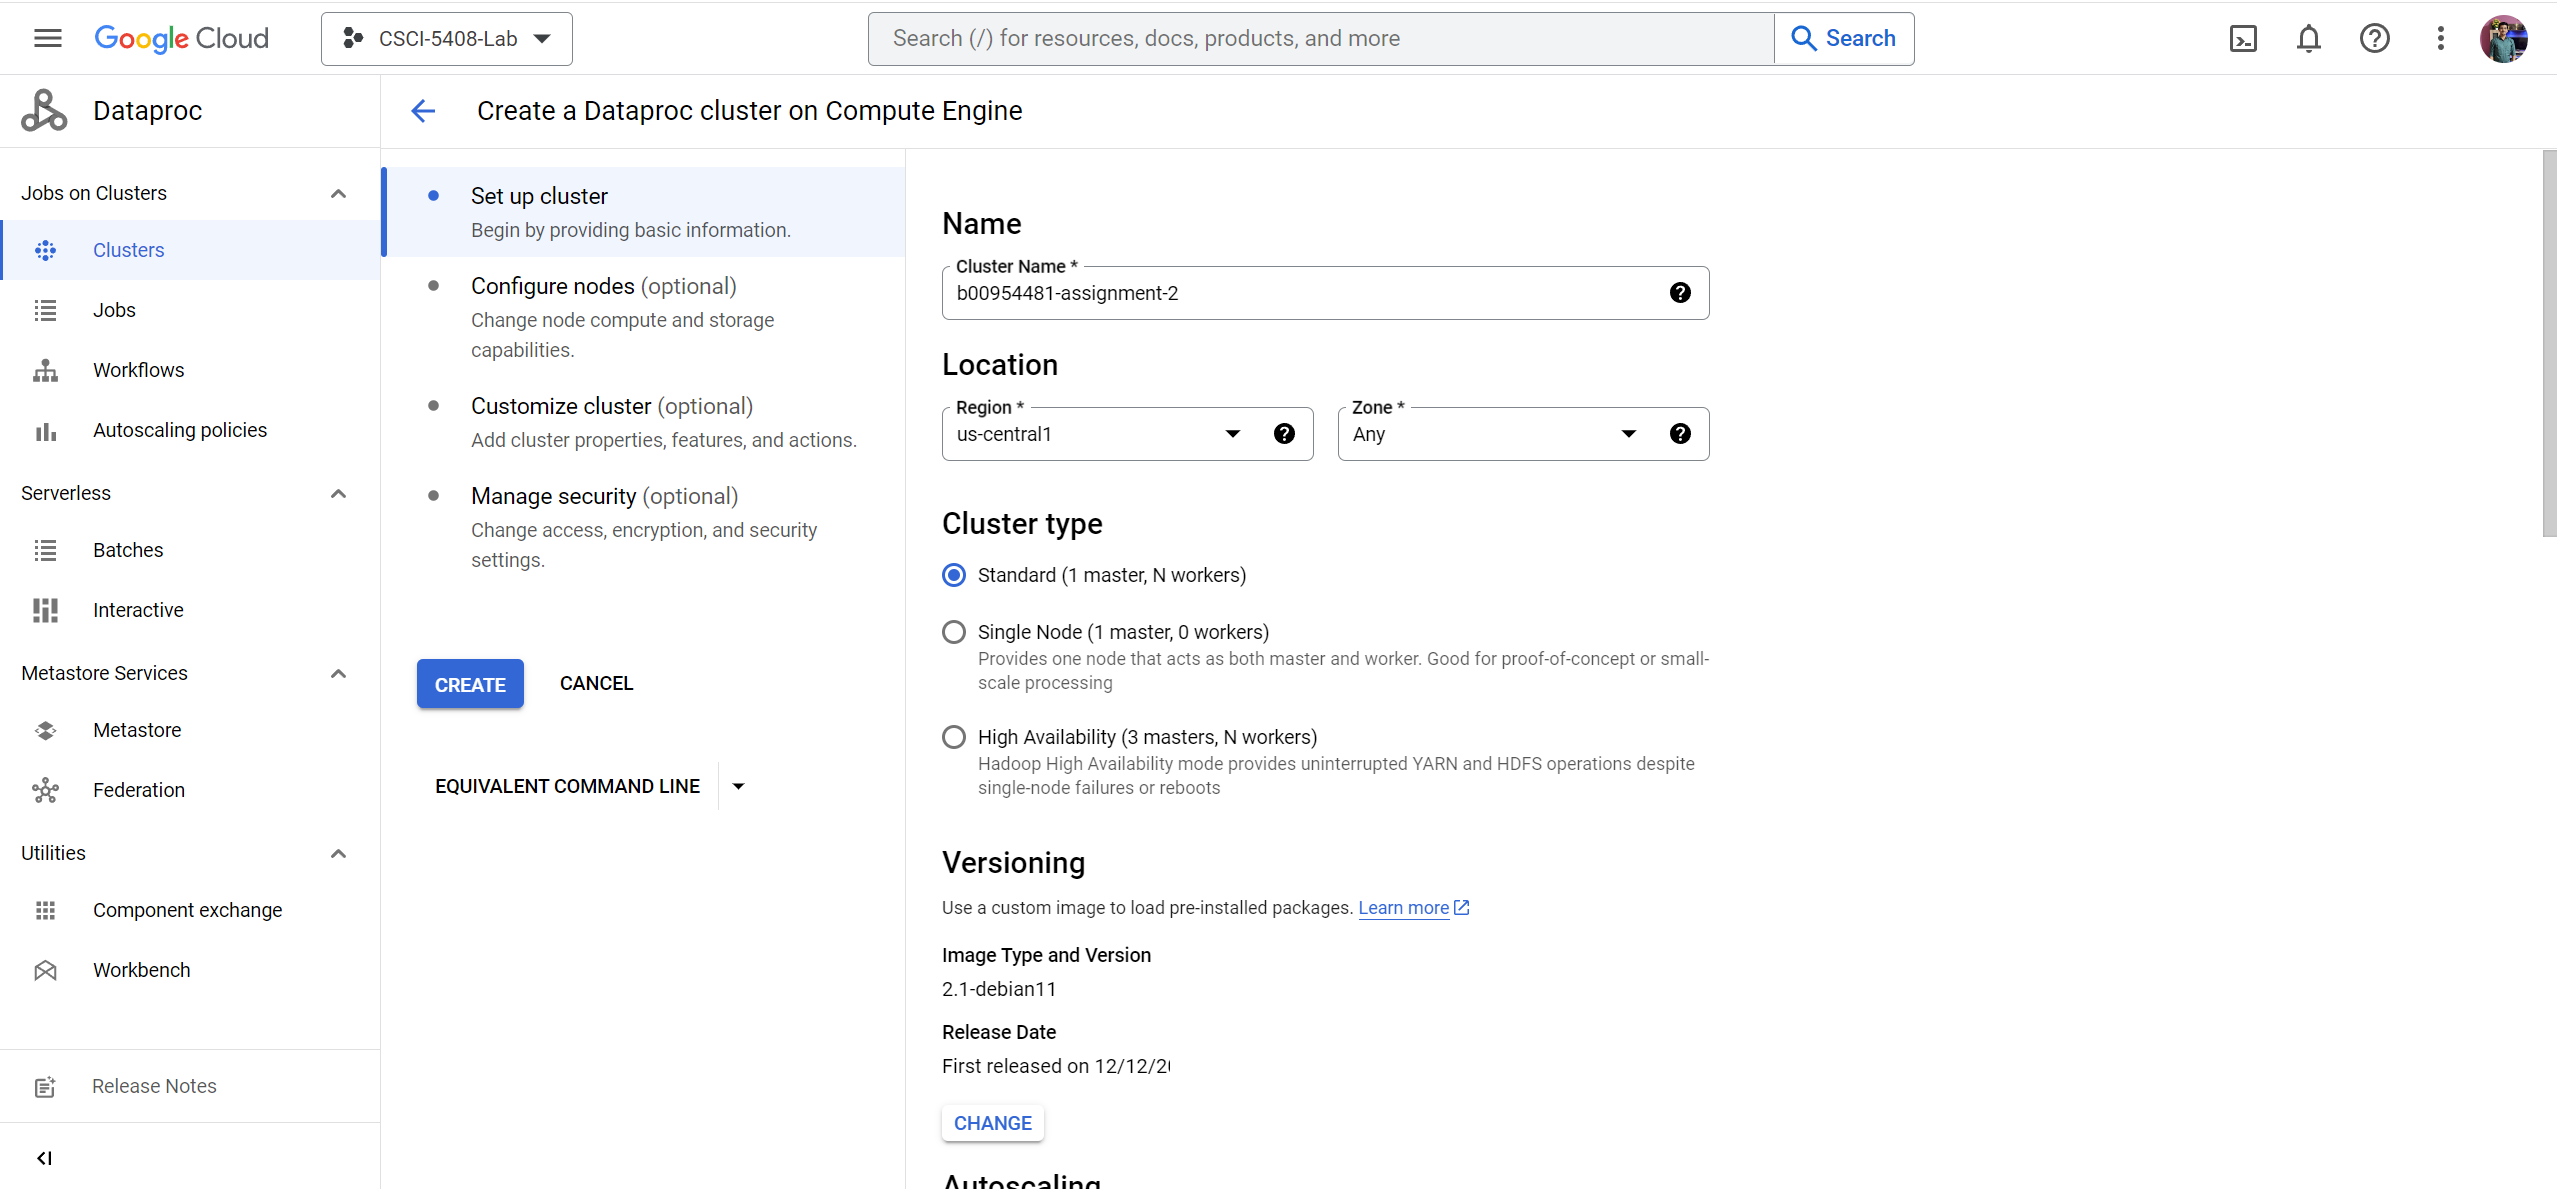 Google Cloud
CSCI-5408-Lab
Search (/) for resources, docs, products, and more
Search
Dataproc
Create a Dataproc cluster on Compute Engine
Jobs on Clusters
Clusters
Jobs
Workflows
Autoscaling policies
Serverless
Batches
Interactive
Metastore Services
Metastore
Federation
Utilities
Component exchange
Workbench
Release Notes
Set up cluster
Begin by providing basic information.
Configure nodes (optional)
Change node compute and storage
capabilities.
Customize cluster (optional)
Add cluster properties, features, and actions.
Manage security (optional)
Change access, encryption, and security
settings.
CREATE CANCEL
EQUIVALENT COMMAND LINE
Name
Cluster Name *
b00954481-assignment-2
Location
Region *
us-central1
Zone *
Any
Cluster type
Standard (1 master, N workers)
Single Node (1 master, 0 workers)
Provides one node that acts as both master and worker. Good for proof-of-concept or small-
scale processing
High Availability (3 masters, N workers)
Hadoop High Availability mode provides uninterrupted YARN and HDFS operations despite
single-node failures or reboots
Versioning
Use a custom image to load pre-installed packages. Learn more
Image Type and Version
2.1-debian11
Release Date
First released on 12/12/2
CHANGE
Autoscaling